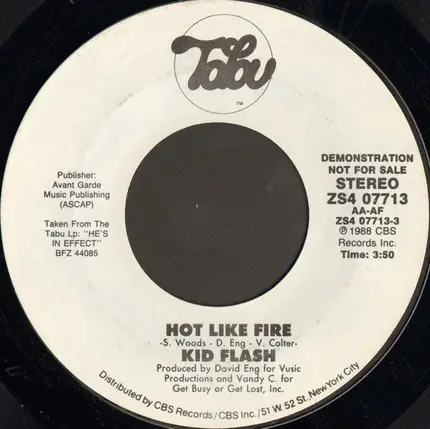 Tabu
TM
Publisher:
Avant Garde
Music Publishing
(ASCAP)
Taken From The
Tabu Lp: "HE'S
IN EFFECT"
BFZ 44085
DEMONSTRATION
NOT FOR SALE
STEREO
ZS4 07713
AA-AF
ZS4 07713-3
℗ 1988 CBS
Records Inc.
Time: 3:50
HOT LIKE FIRE
-S. Woods - D. Eng - V. Colter-
KID FLASH
Produced by David Eng for Vusic
Productions and Vandy C. for
Get Busy or Get Lost, Inc.
Distributed by CBS Records/CBS Inc./51 W. 52 St. New York City